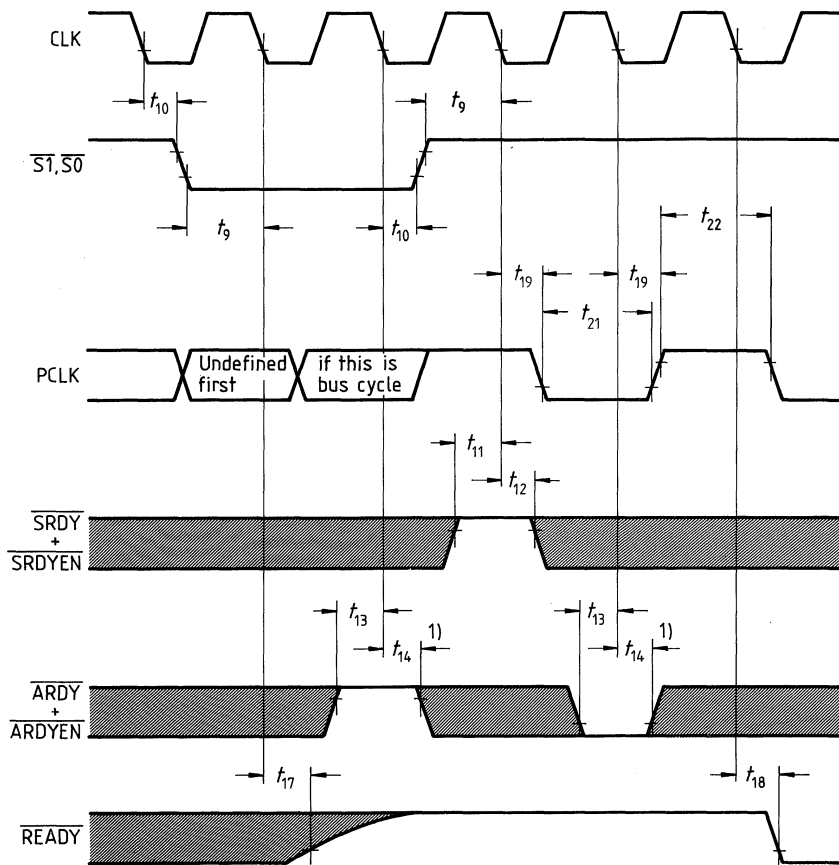 CLK
t10
t9
S1, S0
t9
t10
t22
t19
t19
t21
PCLK
Undefined
first
if this is
bus cycle
t11
t12
SRDY
+
SRDYEN
t13
t13
t14
1)
t14
1)
ARDY
+
ARDYEN
t17
t18
READY